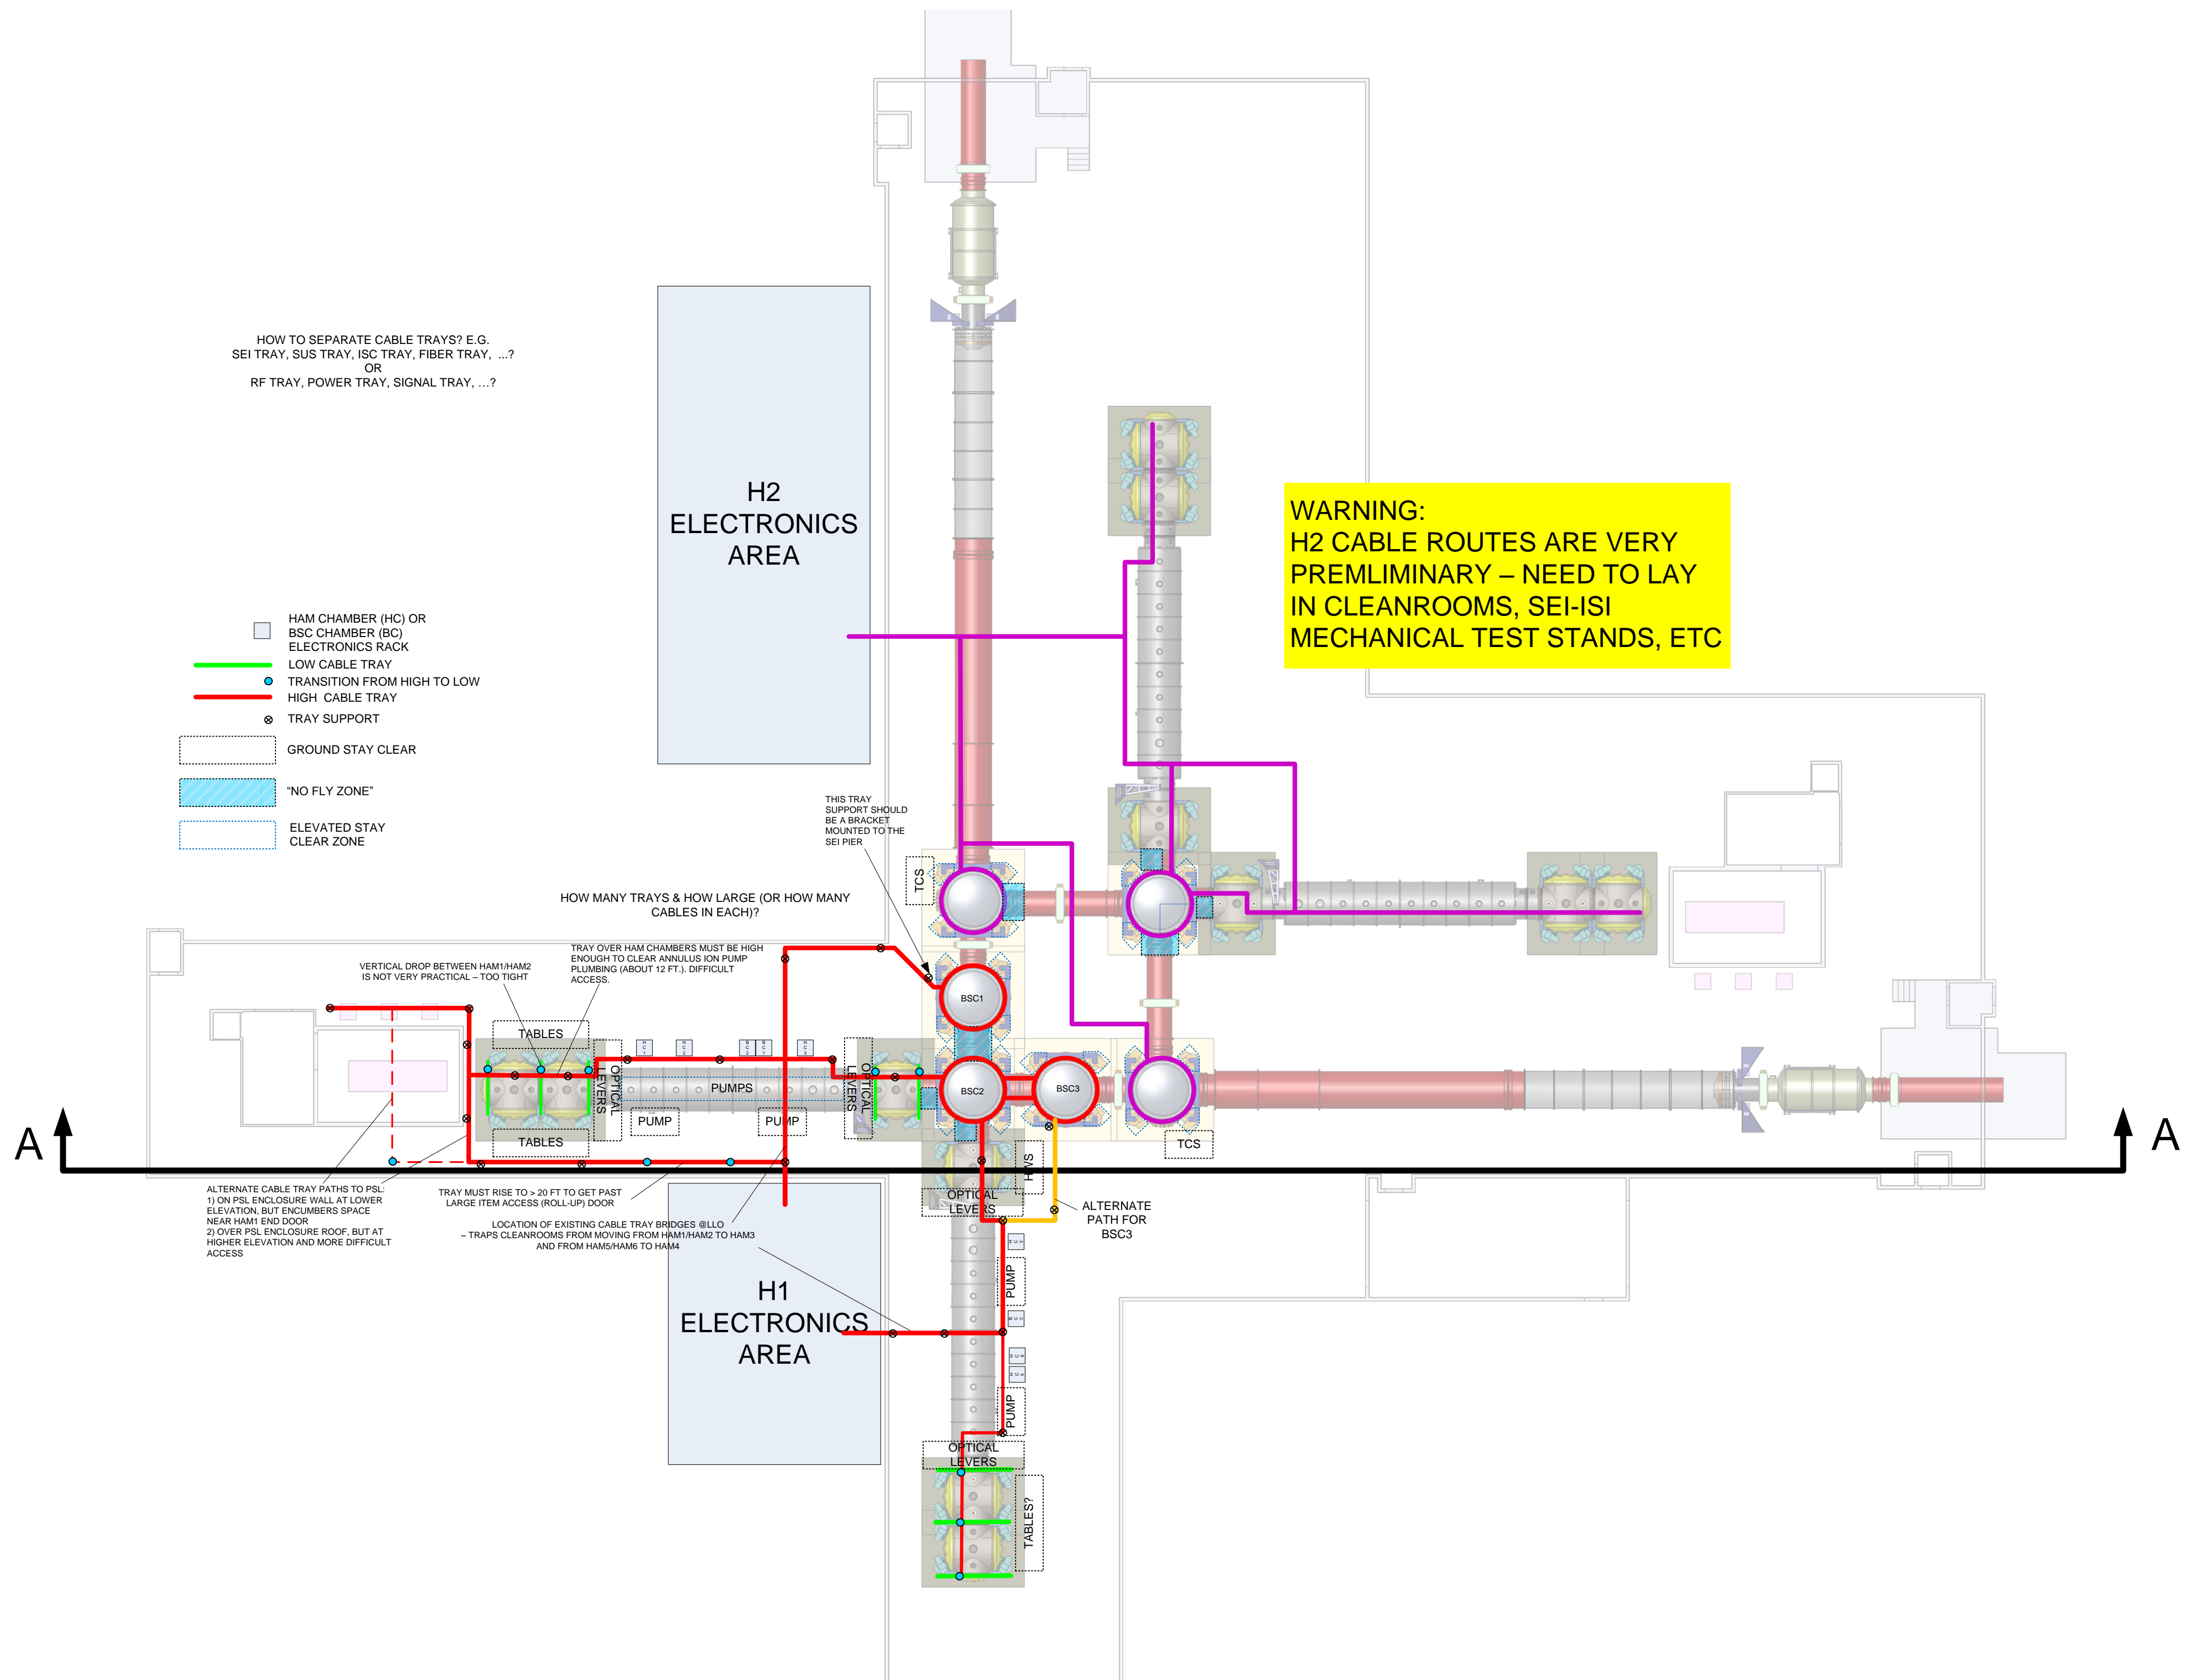 HOW TO SEPARATE CABLE TRAYS? E.G.
SEI TRAY, SUS TRAY, ISC TRAY, FIBER TRAY, ...?
OR
RF TRAY, POWER TRAY, SIGNAL TRAY, ...?
H2
ELECTRONICS
AREA
WARNING:
H2 CABLE ROUTES ARE VERY
PREMLIMINARY – NEED TO LAY
IN CLEANROOMS, SEI-ISI
MECHANICAL TEST STANDS, ETC
HAM CHAMBER (HC) OR
BSC CHAMBER (BC)
ELECTRONICS RACK
LOW CABLE TRAY
TRANSITION FROM HIGH TO LOW
HIGH CABLE TRAY
TRAY SUPPORT
GROUND STAY CLEAR
"NO FLY ZONE"
ELEVATED STAY
CLEAR ZONE
THIS TRAY
SUPPORT SHOULD
BE A BRACKET
MOUNTED TO THE
SEI PIER
TCS
HOW MANY TRAYS & HOW LARGE (OR HOW MANY
CABLES IN EACH)?
TRAY OVER HAM CHAMBERS MUST BE HIGH
ENOUGH TO CLEAR ANNULUS ION PUMP
PLUMBING (ABOUT 12 FT.). DIFFICULT
ACCESS.
VERTICAL DROP BETWEEN HAM1/HAM2
IS NOT VERY PRACTICAL – TOO TIGHT
BSC1
TABLES
OPTICAL
LEVERS
HC1
HC2
BC2
BC1
HC3
PUMPS
OPTICAL
LEVERS
BSC2
BSC3
PUMP
PUMP
TABLES
TCS
A
A
HWS
OPTICAL
LEVERS
ALTERNATE CABLE TRAY PATHS TO PSL:
1) ON PSL ENCLOSURE WALL AT LOWER
ELEVATION, BUT ENCUMBERS SPACE
NEAR HAM1 END DOOR
2) OVER PSL ENCLOSURE ROOF, BUT AT
HIGHER ELEVATION AND MORE DIFFICULT
ACCESS
TRAY MUST RISE TO > 20 FT TO GET PAST
LARGE ITEM ACCESS (ROLL-UP) DOOR
LOCATION OF EXISTING CABLE TRAY BRIDGES @LLO
– TRAPS CLEANROOMS FROM MOVING FROM HAM1/HAM2 TO HAM3
AND FROM HAM5/HAM6 TO HAM4
ALTERNATE
PATH FOR
BSC3
H1
ELECTRONICS
AREA
PUMP
PUMP
OPTICAL
LEVERS
TABLES?